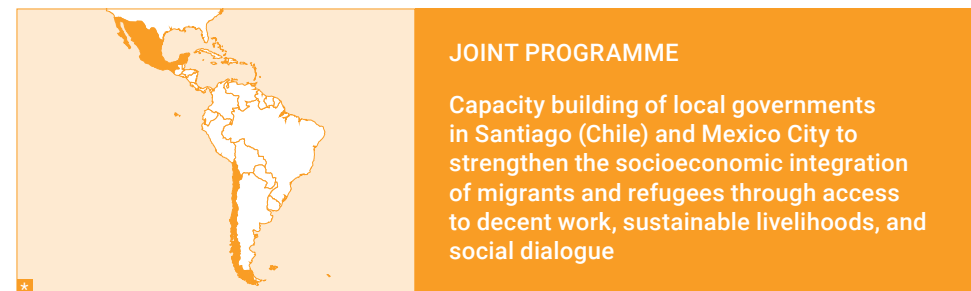 JOINT PROGRAMME
Capacity building of local governments
in Santiago (Chile) and Mexico City to
strengthen the socioeconomic integration
of migrants and refugees through access
to decent work, sustainable livelihoods, and
social dialogue
*